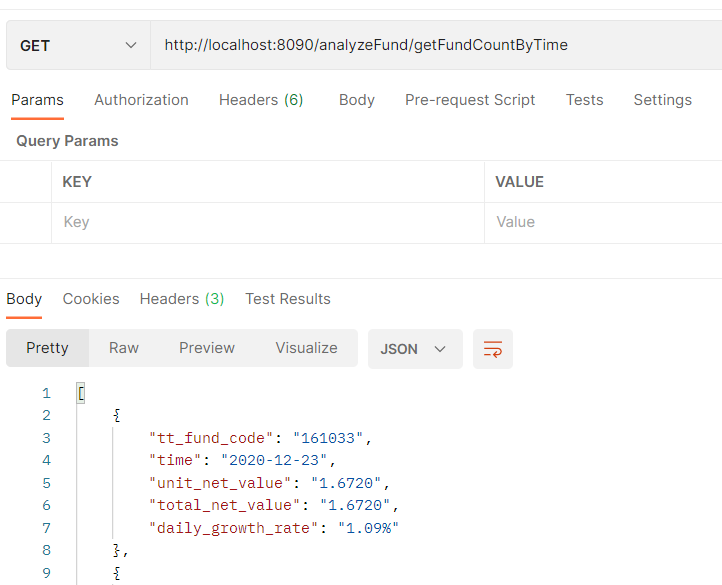 GET http://localhost:8090/analyzeFund/getFundCountByTime
Params Authorization Headers (6) Body Pre-request Script Tests Settings
Query Params
KEY VALUE
Key Value
Body Cookies Headers (3) Test Results
Pretty Raw Preview Visualize JSON
1 [
2 {
3 "tt_fund_code": "161033",
4 "time": "2020-12-23",
5 "unit_net_value": "1.6720",
6 "total_net_value": "1.6720",
7 "daily_growth_rate": "1.09%"
8 },
9 {